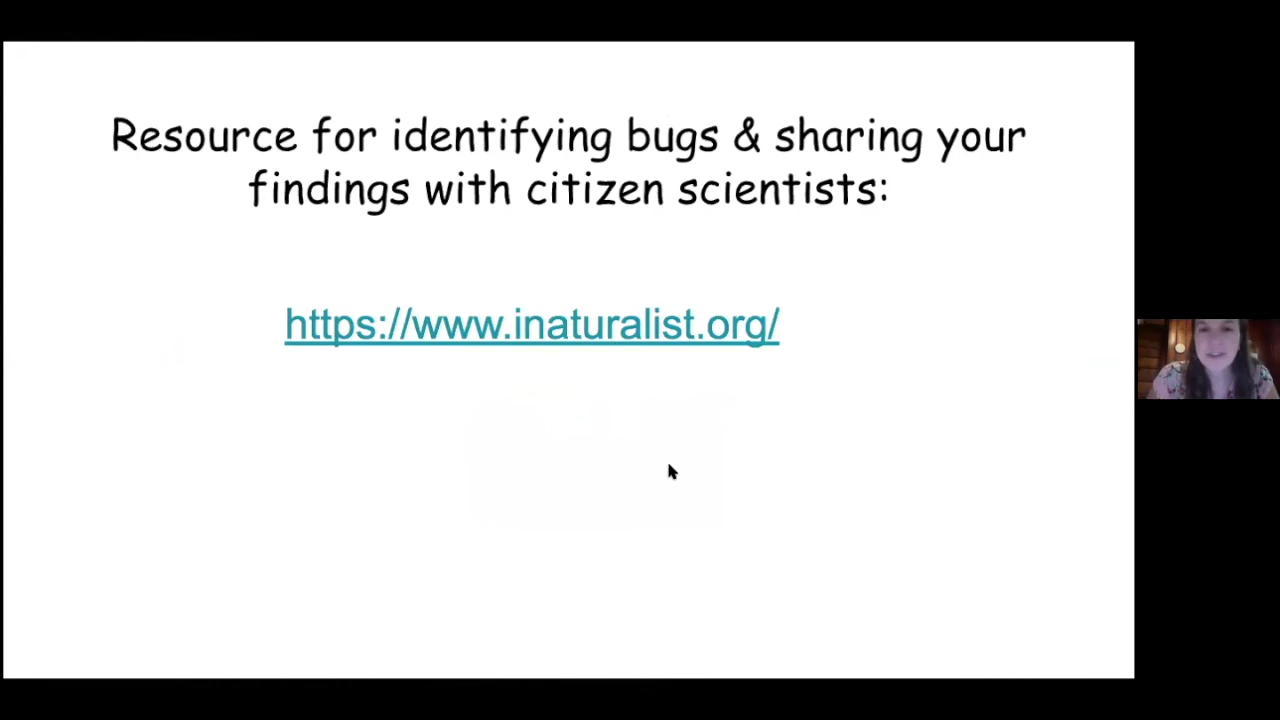 Resource for identifying bugs & sharing your
findings with citizen scientists:
https://www.inaturalist.org/